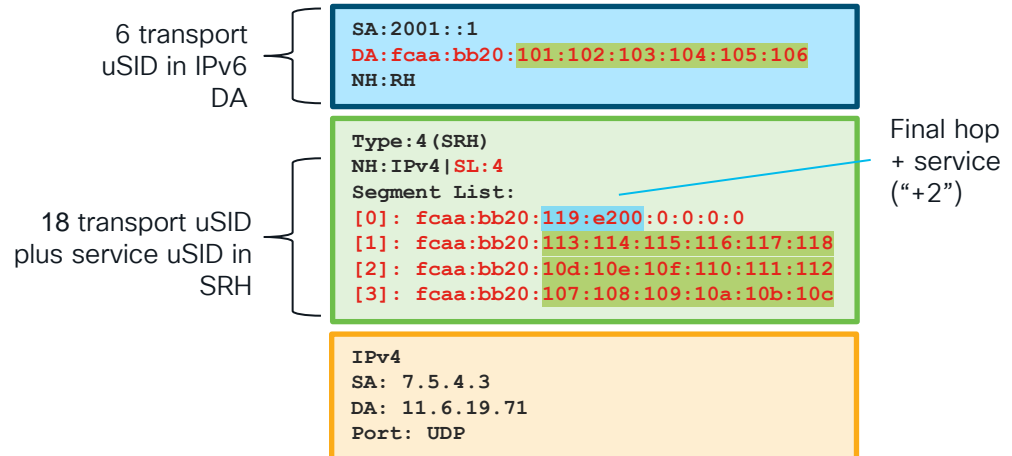 6 transport
uSID in IPv6
DA
SA:2001::1
DA:fcaa:bb20:101:102:103:104:105:106
NH:RH
Type:4(SRH)
NH:IPv4|SL:4
Segment List:
[0]: fcaa:bb20:119:e200:0:0:0:0
[1]: fcaa:bb20:113:114:115:116:117:118
[2]: fcaa:bb20:10d:10e:10f:110:111:112
[3]: fcaa:bb20:107:108:109:10a:10b:10c
18 transport uSID
plus service uSID in
SRH
Final hop
+ service
(“+2”)
IPv4
SA: 7.5.4.3
DA: 11.6.19.71
Port: UDP